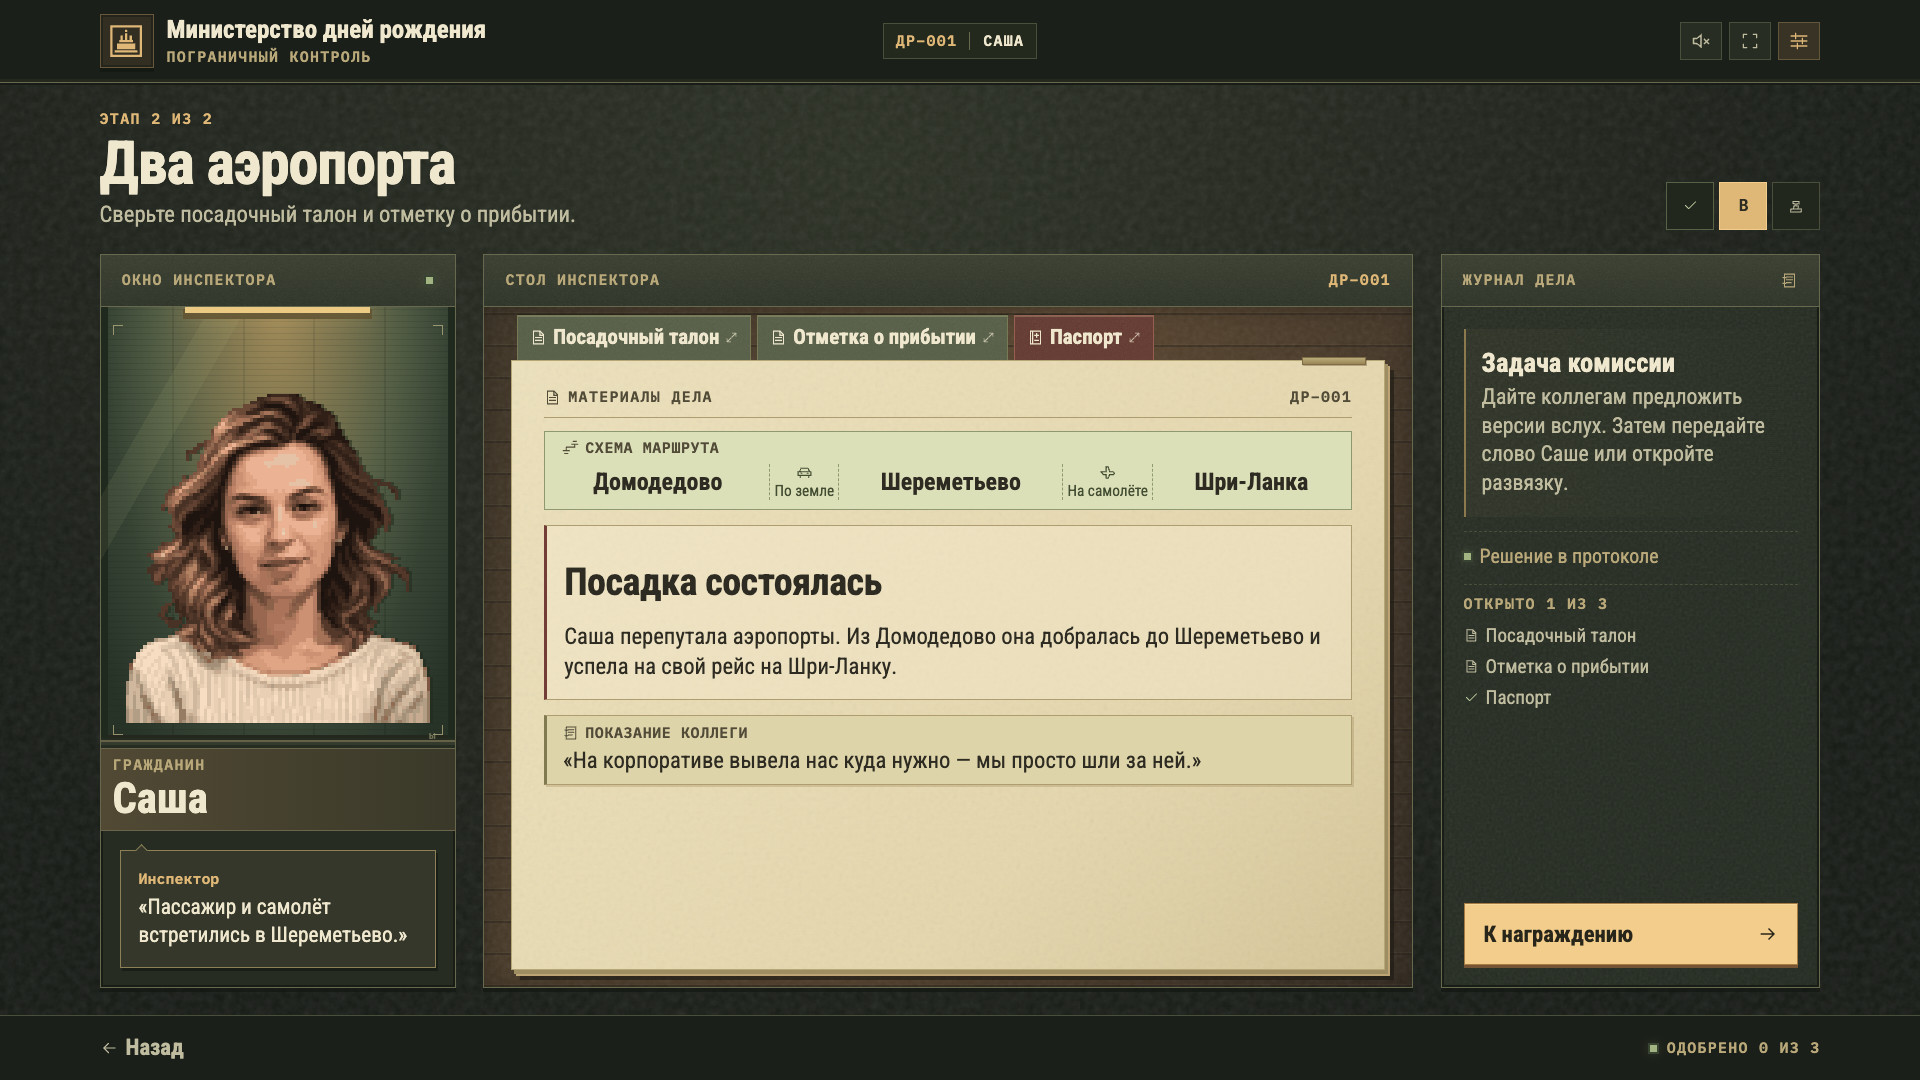 Министерство дней рождения
ПОГРАНИЧНЫЙ КОНТРОЛЬ
ДР-001 САША
ЭТАП 2 ИЗ 2
Два аэропорта
Сверьте посадочный талон и отметку о прибытии.
В
ОКНО ИНСПЕКТОРА
ГРАЖДАНИН
Саша
Инспектор
«Пассажир и самолёт
встретились в Шереметьево.»
СТОЛ ИНСПЕКТОРА ДР-001
Посадочный талон Отметка о прибытии Паспорт
МАТЕРИАЛЫ ДЕЛА ДР-001
СХЕМА МАРШРУТА
Домодедово По земле Шереметьево На самолёте Шри-Ланка
Посадка состоялась
Саша перепутала аэропорты. Из Домодедово она добралась до Шереметьево и
успела на свой рейс на Шри-Ланку.
ПОКАЗАНИЕ КОЛЛЕГИ
«На корпоративе вывела нас куда нужно — мы просто шли за ней.»
ЖУРНАЛ ДЕЛА
Задача комиссии
Дайте коллегам предложить
версии вслух. Затем передайте
слово Саше или откройте
развязку.
Решение в протоколе
ОТКРЫТО 1 ИЗ 3
Посадочный талон
Отметка о прибытии
Паспорт
К награждению
Назад
ОДОБРЕНО 0 ИЗ 3